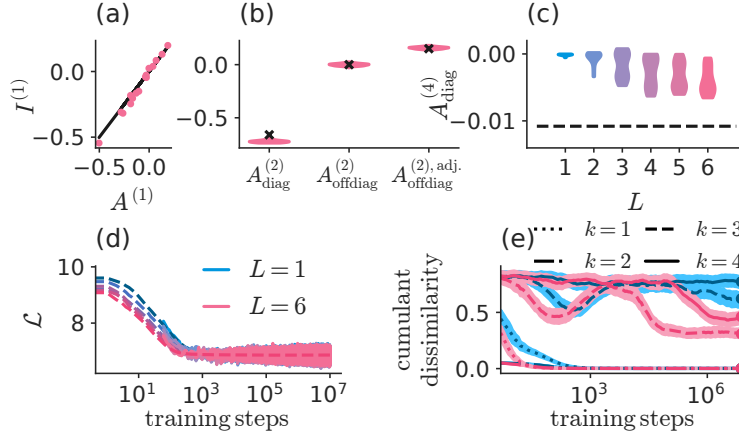 (a)
(b)
(c)
0.0
−0.5
−0.5
0.0
I^{(1)}
A^{(1)}
0.0
−0.5
A^{(2)}_{diag}
A^{(2)}_{offdiag}
A^{(2), adj.}_{offdiag}
0.00
−0.01
A^{(4)}_{diag}
1 2 3 4 5 6
L
(d)
10
8
ℒ
L = 1
L = 6
10^1 10^3 10^5 10^7
training steps
(e)
k = 1
k = 2
k = 3
k = 4
cumulant
dissimilarity
0.5
0.0
10^3 10^6
training steps